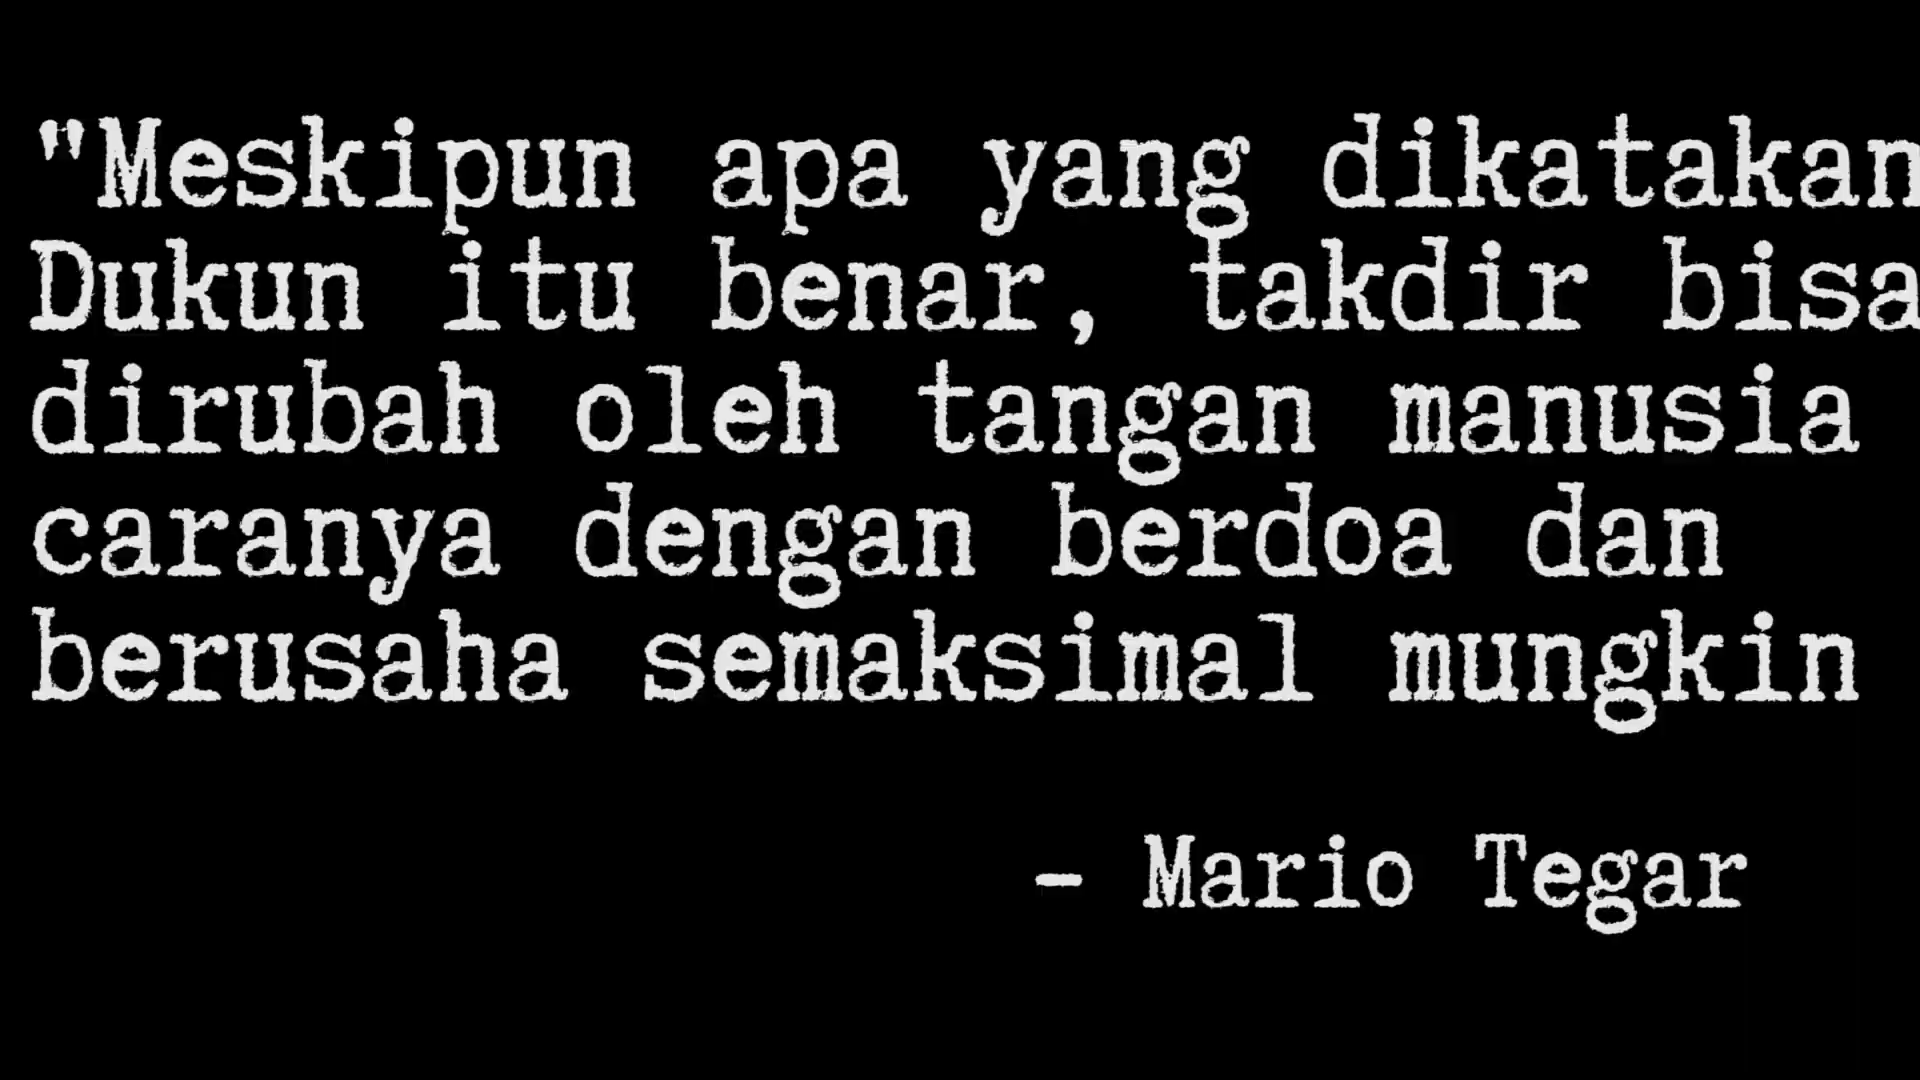 "Meskipun apa yang dikatakan
Dukun itu benar, takdir bisa
dirubah oleh tangan manusia
caranya dengan berdoa dan
berusaha semaksimal mungkin
- Mario Tegar